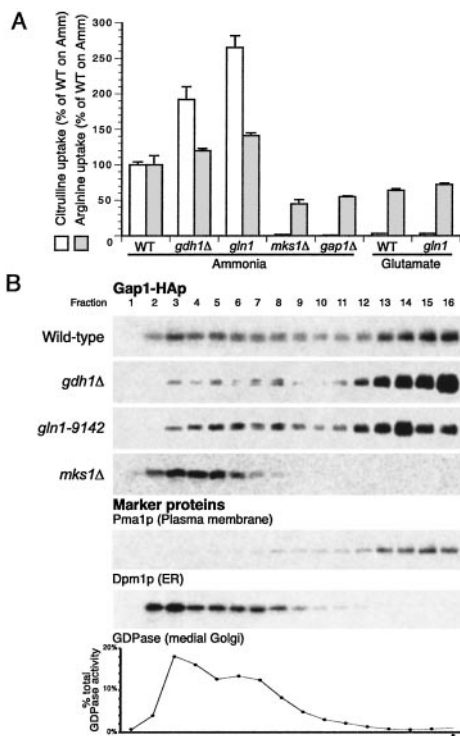 A
Citrulline uptake (% of WT on Amm)
Arginine uptake (% of WT on Amm)
300
250
200
150
100
50
0
WT gdh1Δ gln1 mks1Δ gap1Δ WT gln1
Ammonia Glutamate
B
Gap1-HAp
Fraction 1 2 3 4 5 6 7 8 9 10 11 12 13 14 15 16
Wild-type
gdh1Δ
gln1-9142
mks1Δ
Marker proteins
Pma1p (Plasma membrane)
Dpm1p (ER)
GDPase (medial Golgi)
% total
GDPase activity
20%
10%
0%